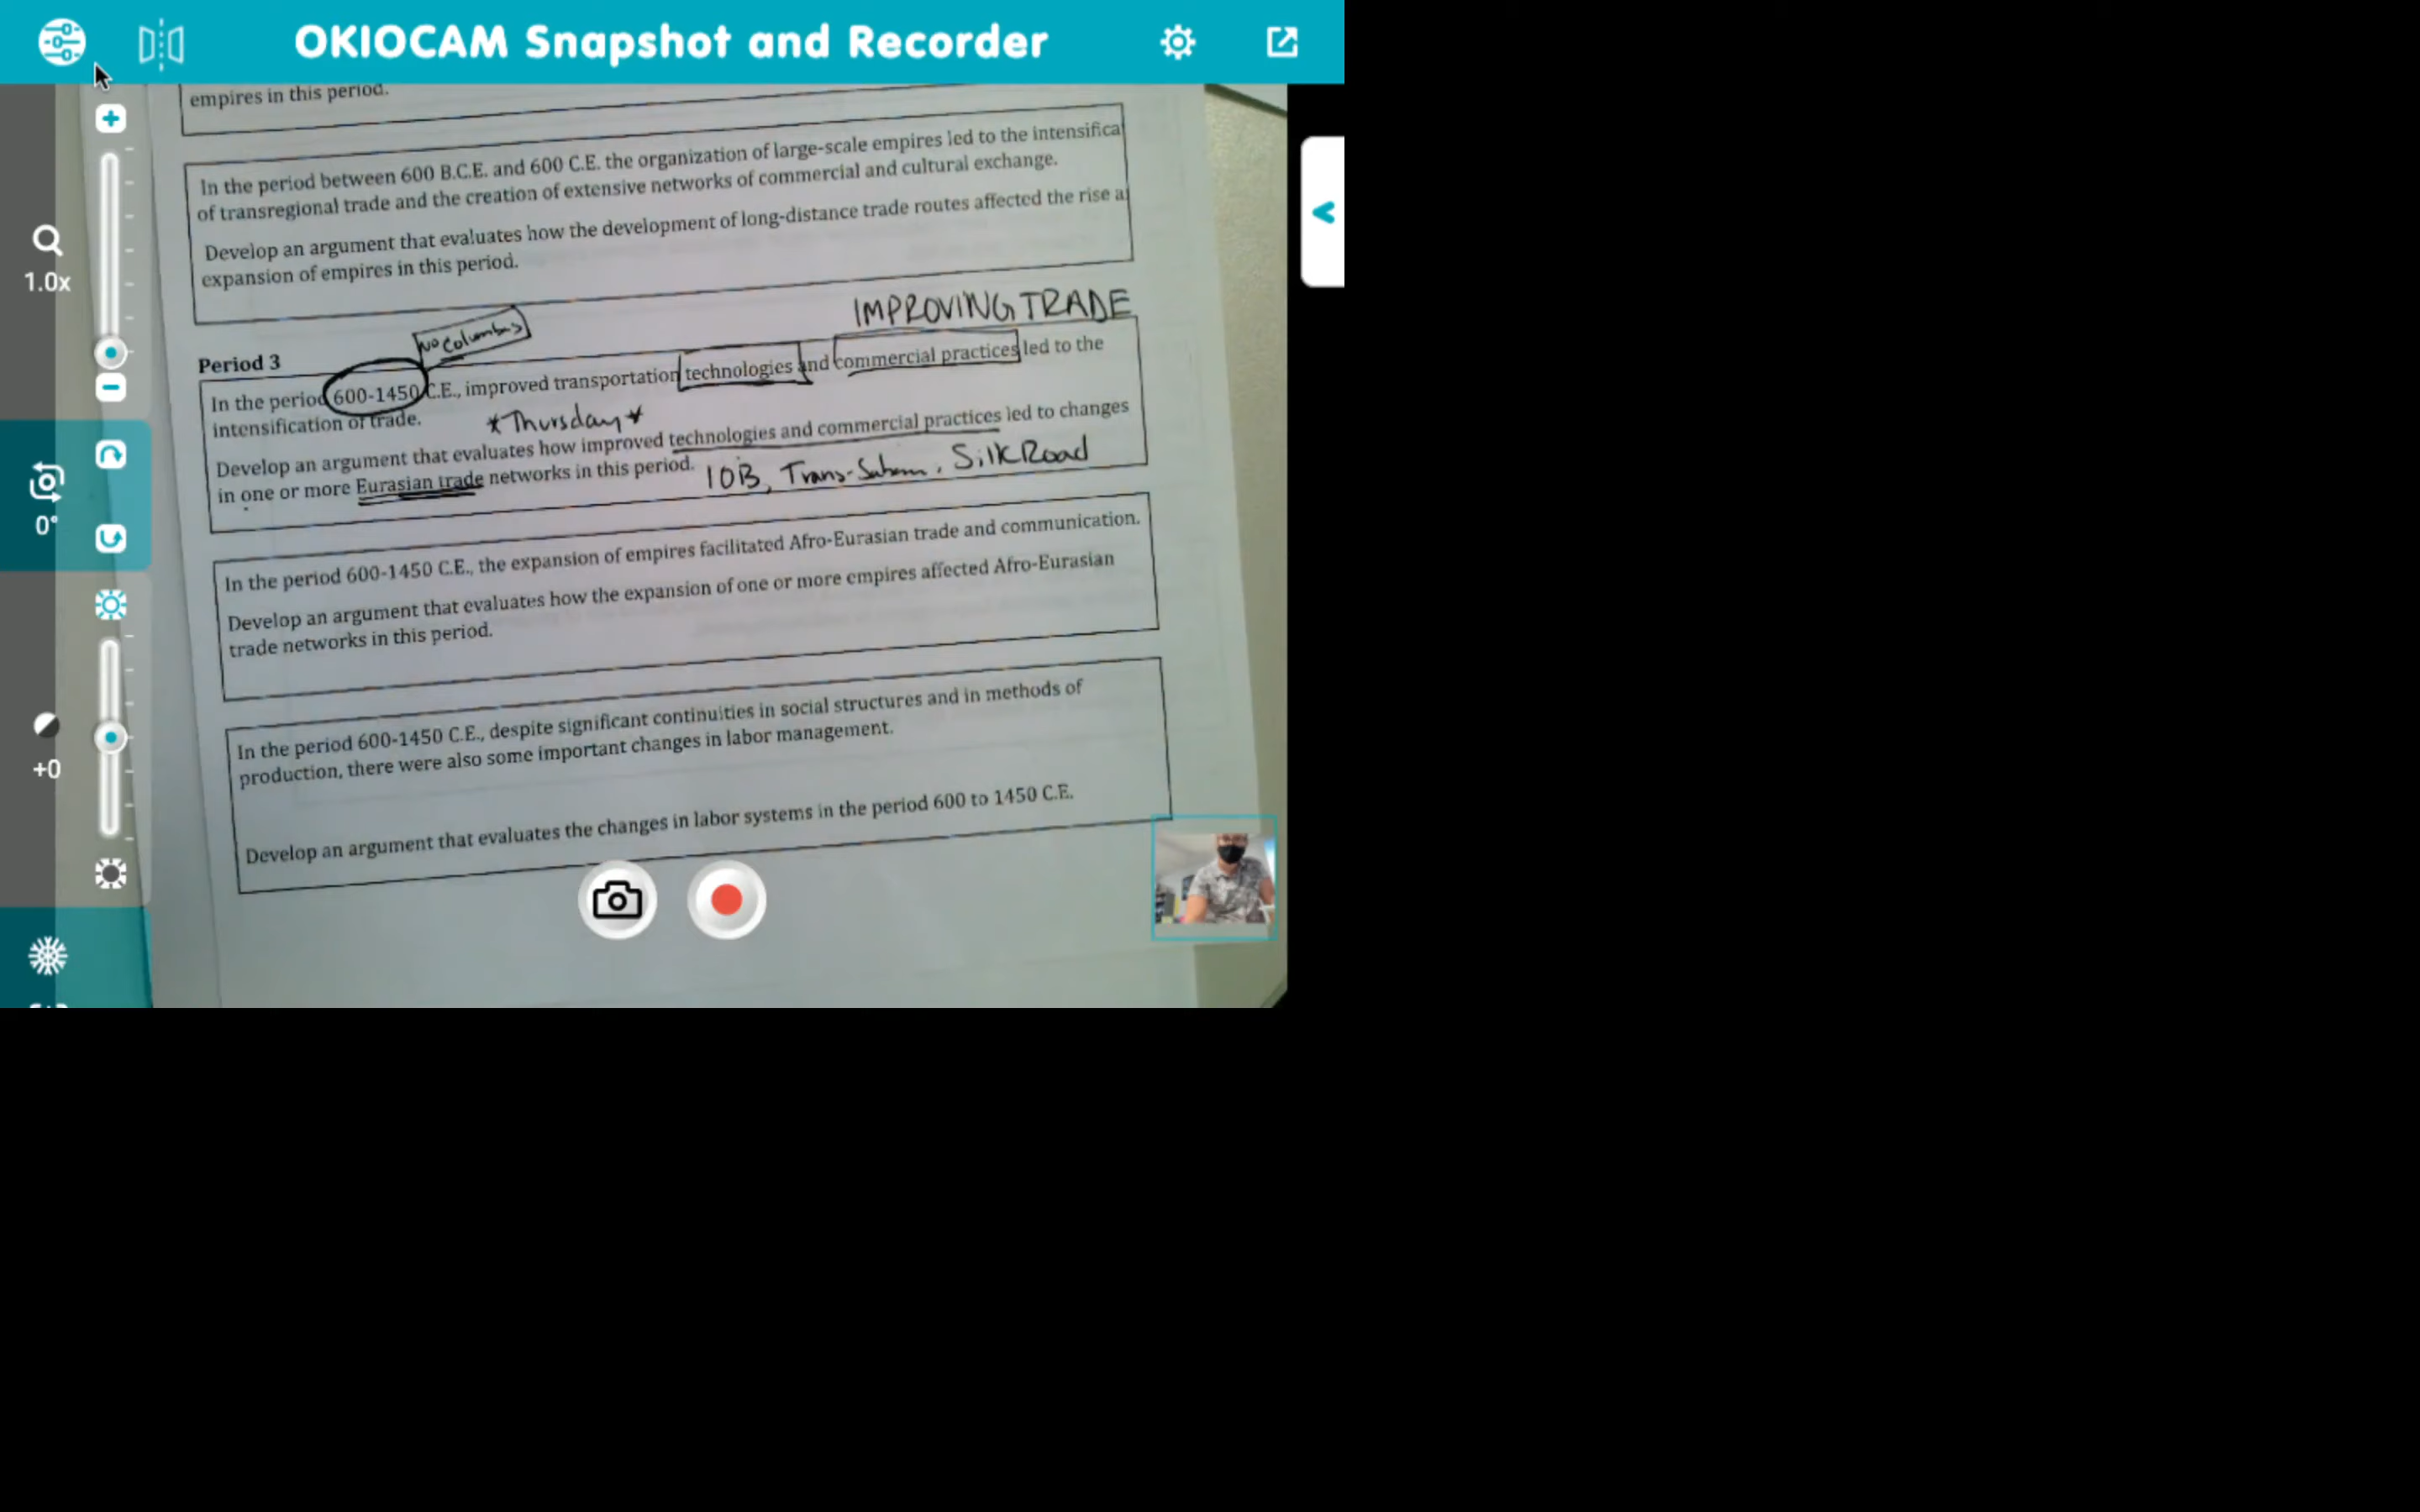 OKIOCAM Snapshot and Recorder
empires in this period.
In the period between 600 B.C.E. and 600 C.E. the organization of large-scale empires led to the intensifica
of transregional trade and the creation of extensive networks of commercial and cultural exchange.
Develop an argument that evaluates how the development of long-distance trade routes affected the rise a
expansion of empires in this period.
IMPROVING TRADE
No Columbus
Period 3
In the period 600-1450 C.E., improved transportation technologies and commercial practices led to the
intensification of trade.
*Thursday*
Develop an argument that evaluates how improved technologies and commercial practices led to changes
in one or more Eurasian trade networks in this period.
IOB, Trans-Saharan, Silk Road
In the period 600-1450 C.E., the expansion of empires facilitated Afro-Eurasian trade and communication.
Develop an argument that evaluates how the expansion of one or more empires affected Afro-Eurasian
trade networks in this period.
In the period 600-1450 C.E., despite significant continuities in social structures and in methods of
production, there were also some important changes in labor management.
Develop an argument that evaluates the changes in labor systems in the period 600 to 1450 C.E.
1.0x
0°
+0